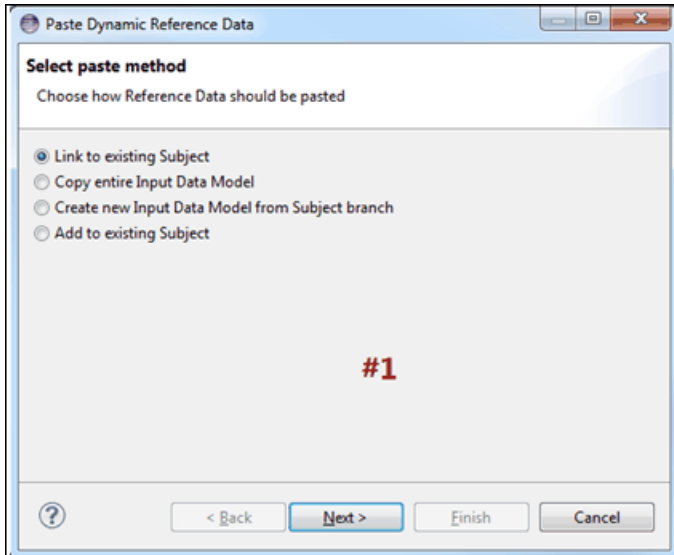 Paste Dynamic Reference Data
Select paste method
Choose how Reference Data should be pasted
Link to existing Subject
Copy entire Input Data Model
Create new Input Data Model from Subject branch
Add to existing Subject
#1
? < Back Next > Finish Cancel